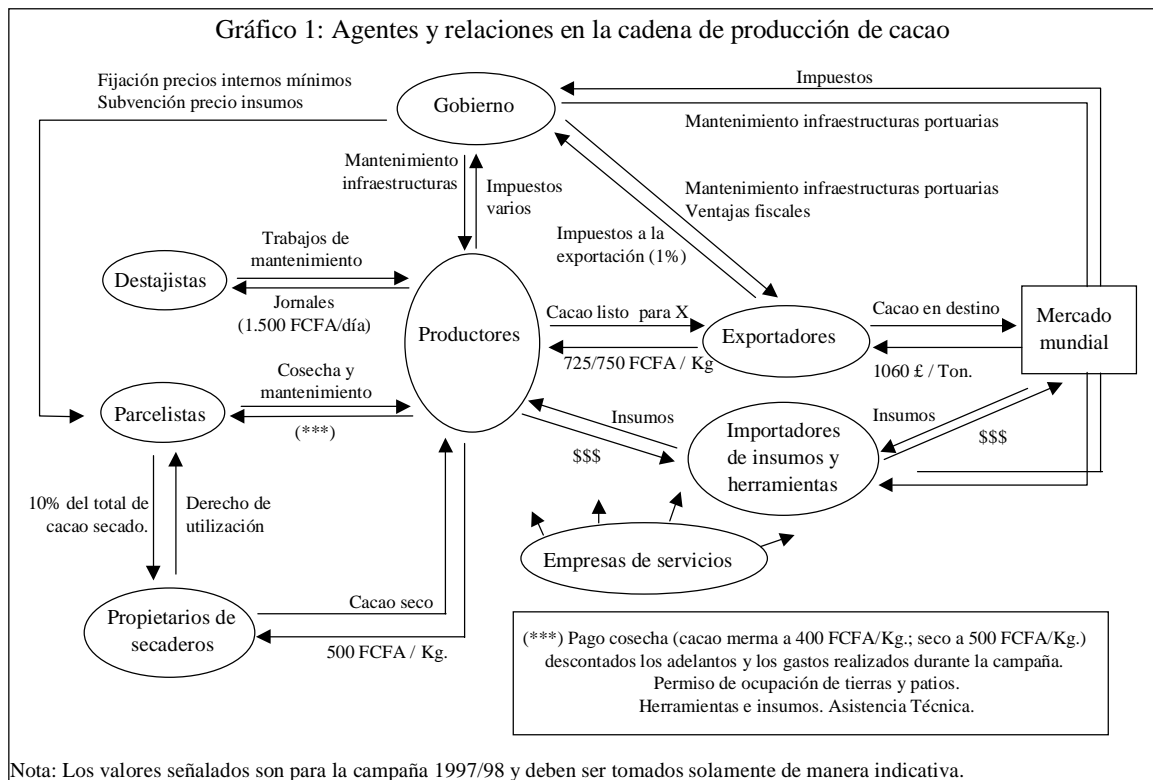 Gráfico 1: Agentes y relaciones en la cadena de producción de cacao
Fijación precios internos mínimos
Subvención precio insumos
Gobierno
Impuestos
Mantenimiento infraestructuras portuarias
Mantenimiento
infraestructuras
Impuestos
varios
Mantenimiento infraestructuras portuarias
Ventajas fiscales
Impuestos a la
exportación (1%)
Destajistas
Trabajos de
mantenimiento
Jornales
(1.500 FCFA/día)
Productores
Cacao listo para X
725/750 FCFA / Kg
Exportadores
Cacao en destino
1060 £ / Ton.
Mercado
mundial
Parcelistas
Cosecha y
mantenimiento
(***)
Insumos
$$$
Importadores
de insumos y
herramientas
Insumos
$$$
10% del total de
cacao secado.
Derecho de
utilización
Empresas de servicios
Propietarios de
secaderos
Cacao seco
500 FCFA / Kg.
(***) Pago cosecha (cacao merma a 400 FCFA/Kg.; seco a 500 FCFA/Kg.)
descontados los adelantos y los gastos realizados durante la campaña.
Permiso de ocupación de tierras y patios.
Herramientas e insumos. Asistencia Técnica.
Nota: Los valores señalados son para la campaña 1997/98 y deben ser tomados solamente de manera indicativa.